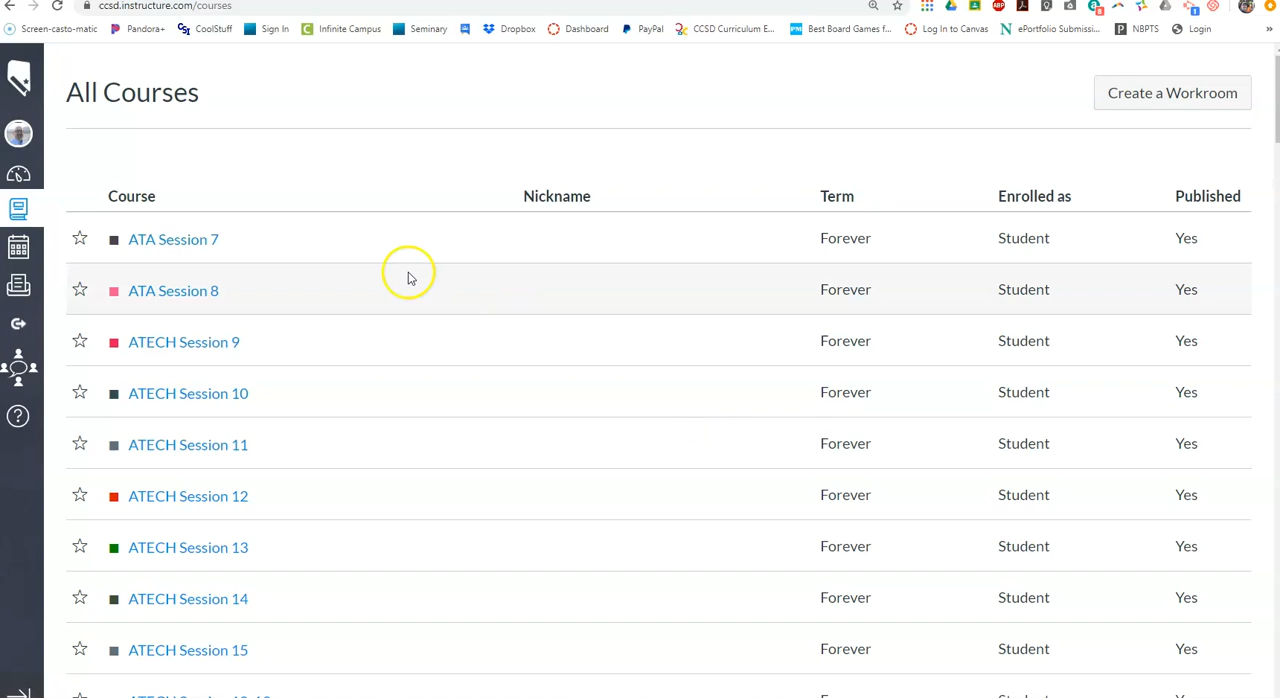 ccsd.instructure.com/courses
Screen-casto-matic Pandora+ CoolStuff Sign In Infinite Campus Seminary Dropbox Dashboard PayPal CCSD Curriculum E... Best Board Games f... Log In to Canvas ePortfolio Submissi... NBPTS Login »
All Courses
Create a Workroom
Course Nickname Term Enrolled as Published
ATA Session 7 Forever Student Yes
ATA Session 8 Forever Student Yes
ATECH Session 9 Forever Student Yes
ATECH Session 10 Forever Student Yes
ATECH Session 11 Forever Student Yes
ATECH Session 12 Forever Student Yes
ATECH Session 13 Forever Student Yes
ATECH Session 14 Forever Student Yes
ATECH Session 15 Forever Student Yes